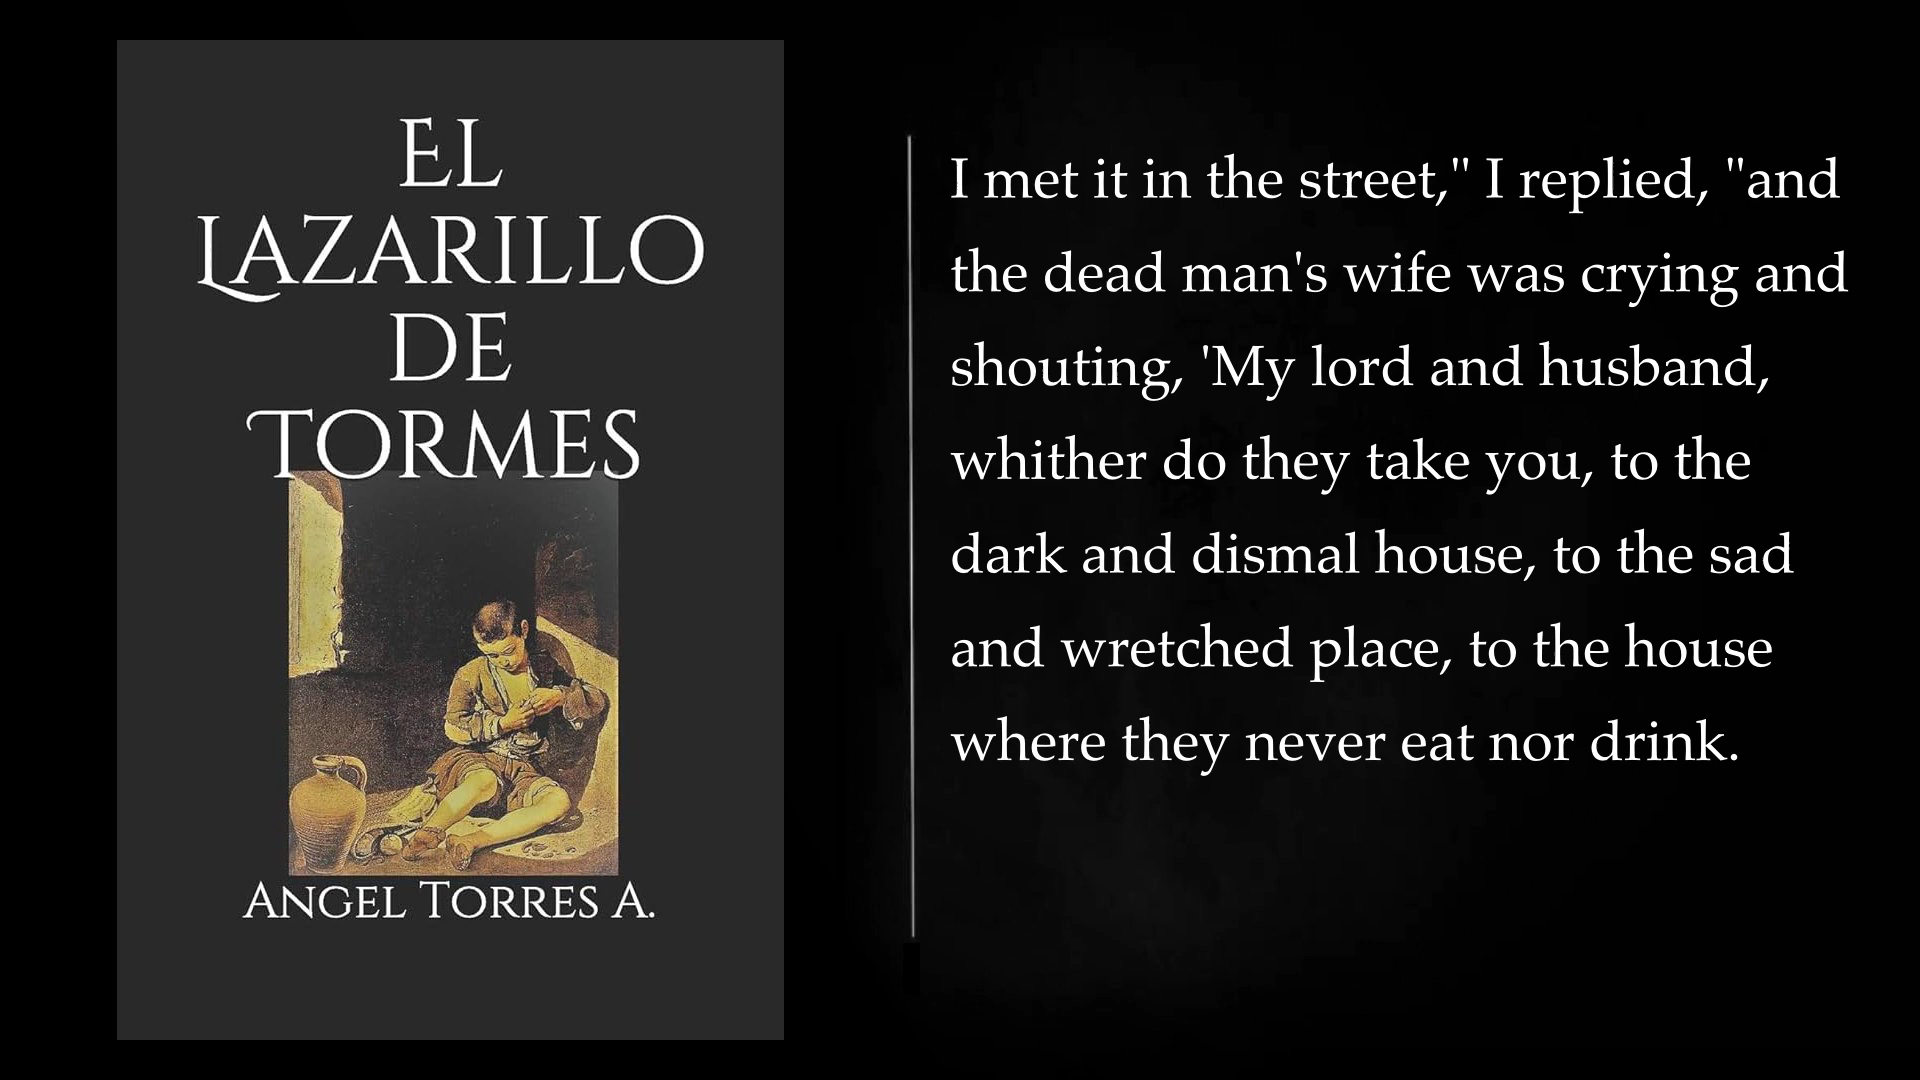 EL
LAZARILLO
DE
TORMES
ANGEL TORRES A.
I met it in the street," I replied, "and
the dead man's wife was crying and
shouting, 'My lord and husband,
whither do they take you, to the
dark and dismal house, to the sad
and wretched place, to the house
where they never eat nor drink.